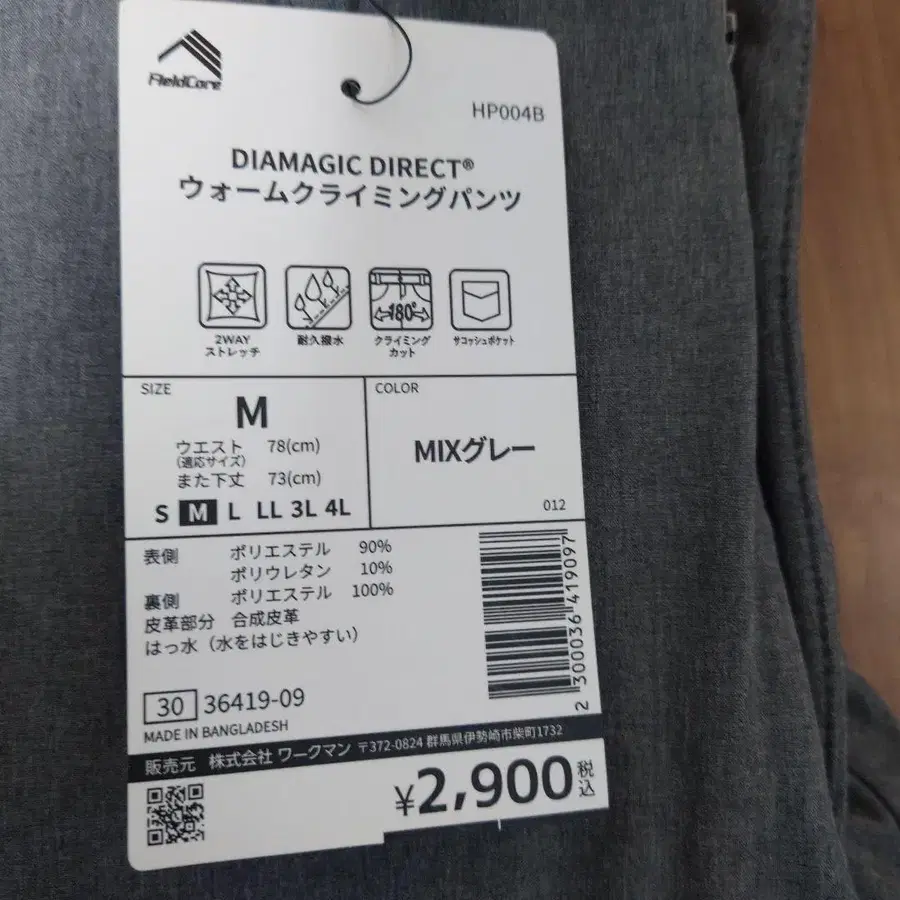 FieldCore
HP004B
DIAMAGIC DIRECT®
ウォームクライミングパンツ
180°
2WAY
ストレッチ
耐久撥水
クライミング
カット
サコッシュポケット
SIZE
M
ウエスト 78(cm)
(適応サイズ)
また下丈 73(cm)
S M L LL 3L 4L
COLOR
MIXグレー
012
表側 ポリエステル 90%
ポリウレタン 10%
裏側 ポリエステル 100%
皮革部分 合成皮革
はっ水(水をはじきやすい)
2300036419097
30 36419-09
MADE IN BANGLADESH
販売元 株式会社 ワークマン 〒372-0824 群馬県伊勢崎市柴町1732
¥2,900税込